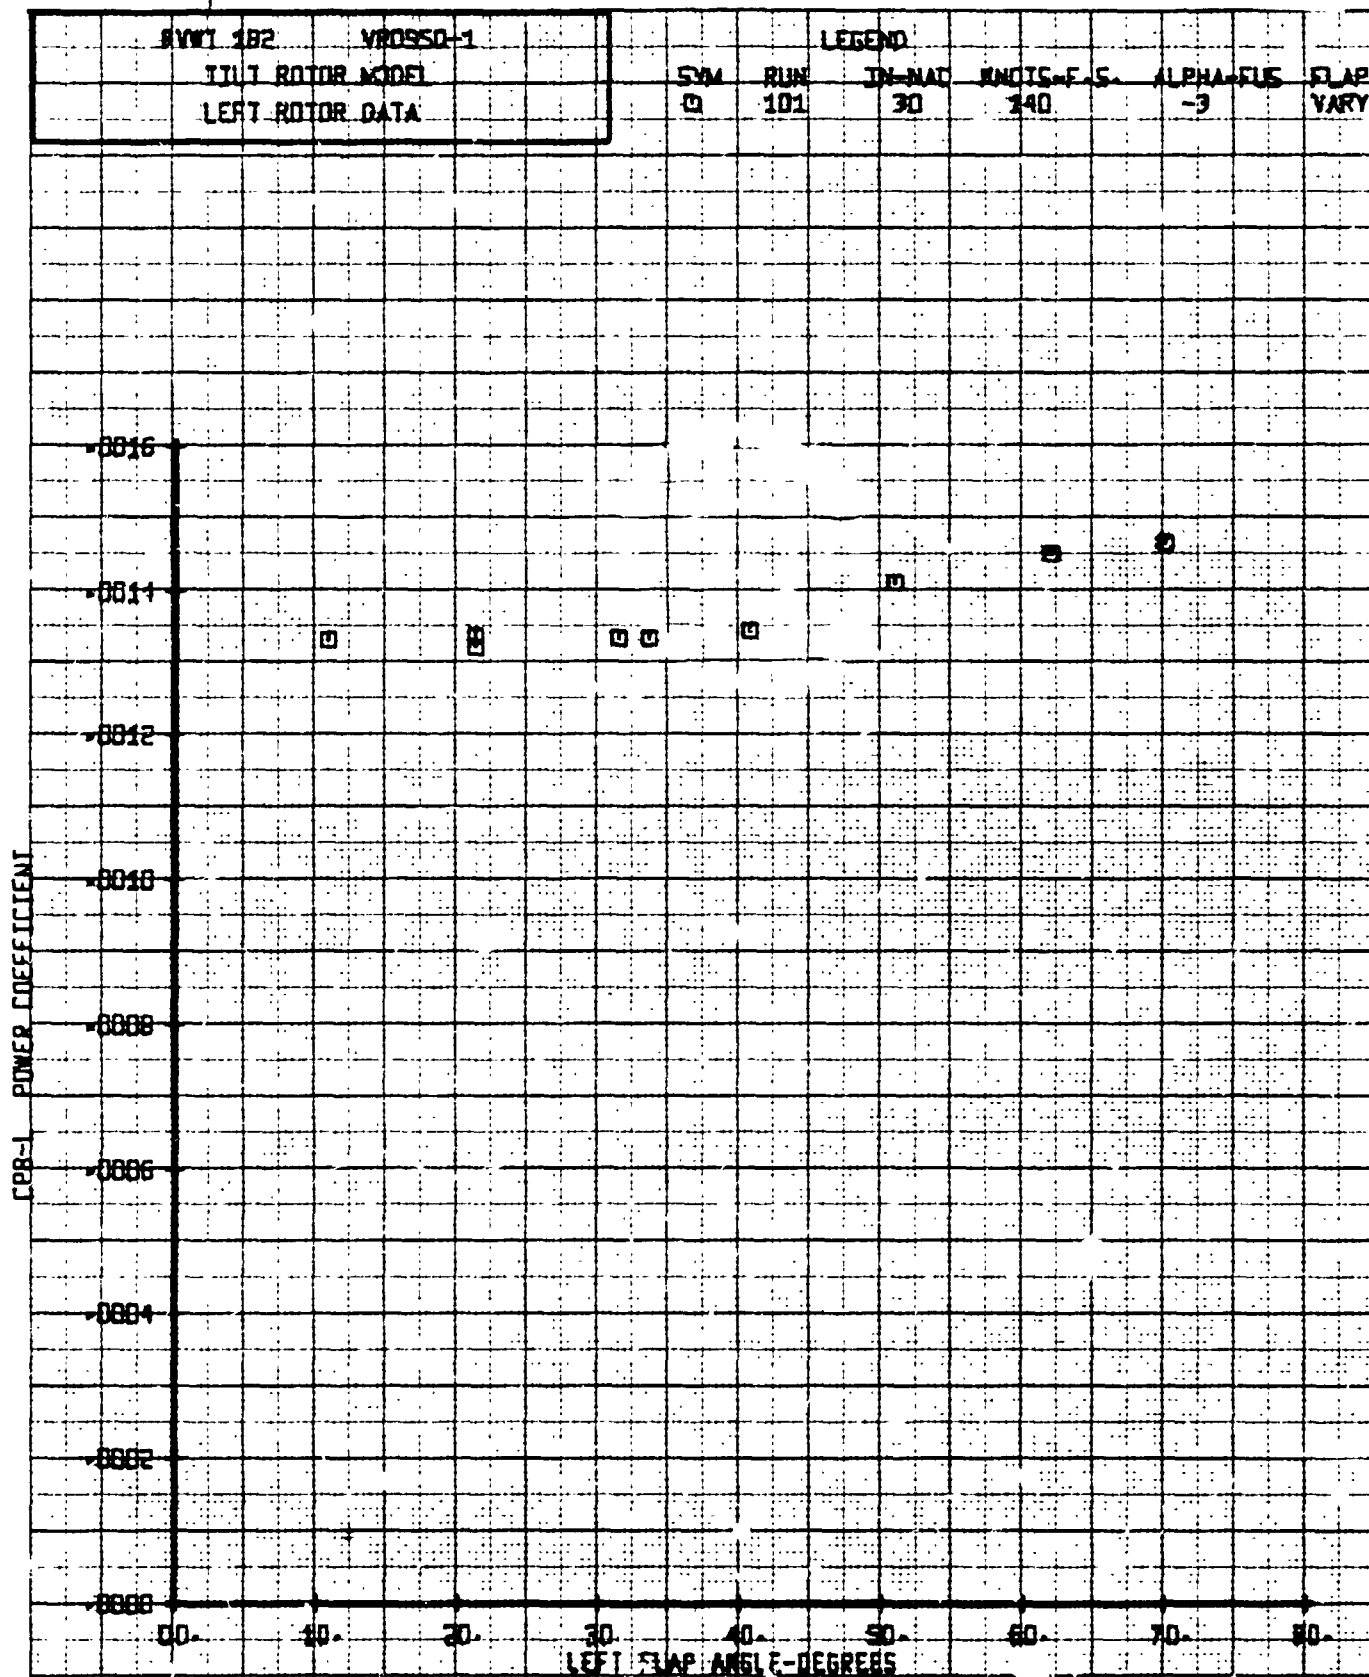 BVWT 182 VR0950-1
TILT ROTOR MODEL
LEFT ROTOR DATA
LEGEND
SYM RUN IN-NAC KNOTS-F.S. ALPHA-FUS FLAP
101 30 140 -3 VARY
.0016
.0014
.0012
.0010
.0008
.0006
.0004
.0002
.0000
CPR-L POWER COEFFICIENT
00. 10. 20. 30. 40. 50. 60. 70. 80.
LEFT FLAP ANGLE-DEGREES